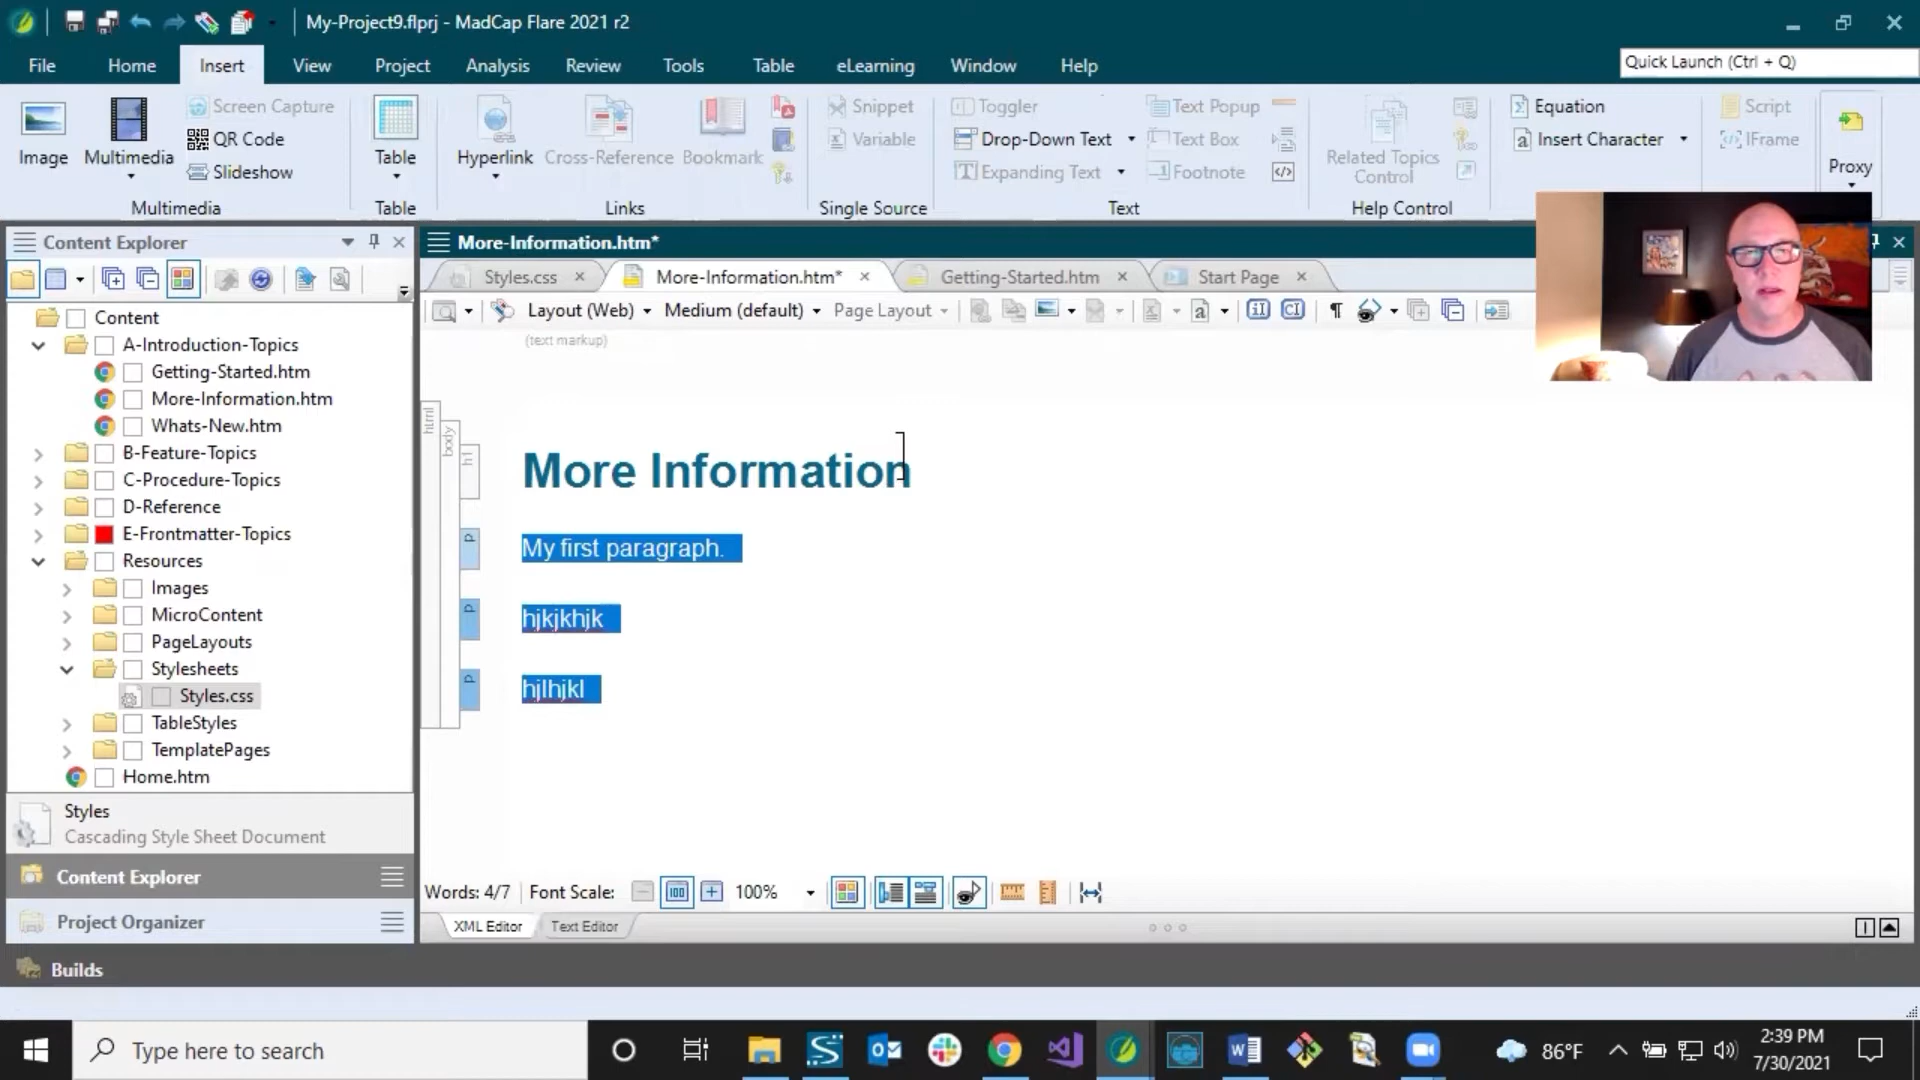 My-Project9.flprj - MadCap Flare 2021 r2
File Home Insert View Project Analysis Review Tools Table eLearning Window Help
Quick Launch (Ctrl + Q)
Image
Multimedia
Screen Capture
QR Code
Slideshow
Multimedia
Table
Table
Hyperlink
Cross-Reference
Bookmark
Links
Snippet
Variable
Single Source
Toggler
Drop-Down Text
Expanding Text
Text Popup
Text Box
Footnote
Text
Related Topics
Control
Help Control
Equation
Insert Character
Script
IFrame
Proxy
Content Explorer
Content
A-Introduction-Topics
Getting-Started.htm
More-Information.htm
Whats-New.htm
B-Feature-Topics
C-Procedure-Topics
D-Reference
E-Frontmatter-Topics
Resources
Images
MicroContent
PageLayouts
Stylesheets
Styles.css
TableStyles
TemplatePages
Home.htm
Styles
Cascading Style Sheet Document
Content Explorer
Project Organizer
More-Information.htm*
Styles.css More-Information.htm* Getting-Started.htm Start Page
Layout (Web) Medium (default) Page Layout
(text markup)
html
body
h1
More Information
p
My first paragraph.
p
hjkjkhjk
p
hjlhjkl
Words: 4/7 Font Scale: 100 100%
XML Editor Text Editor
Builds
Type here to search
86°F
2:39 PM
7/30/2021